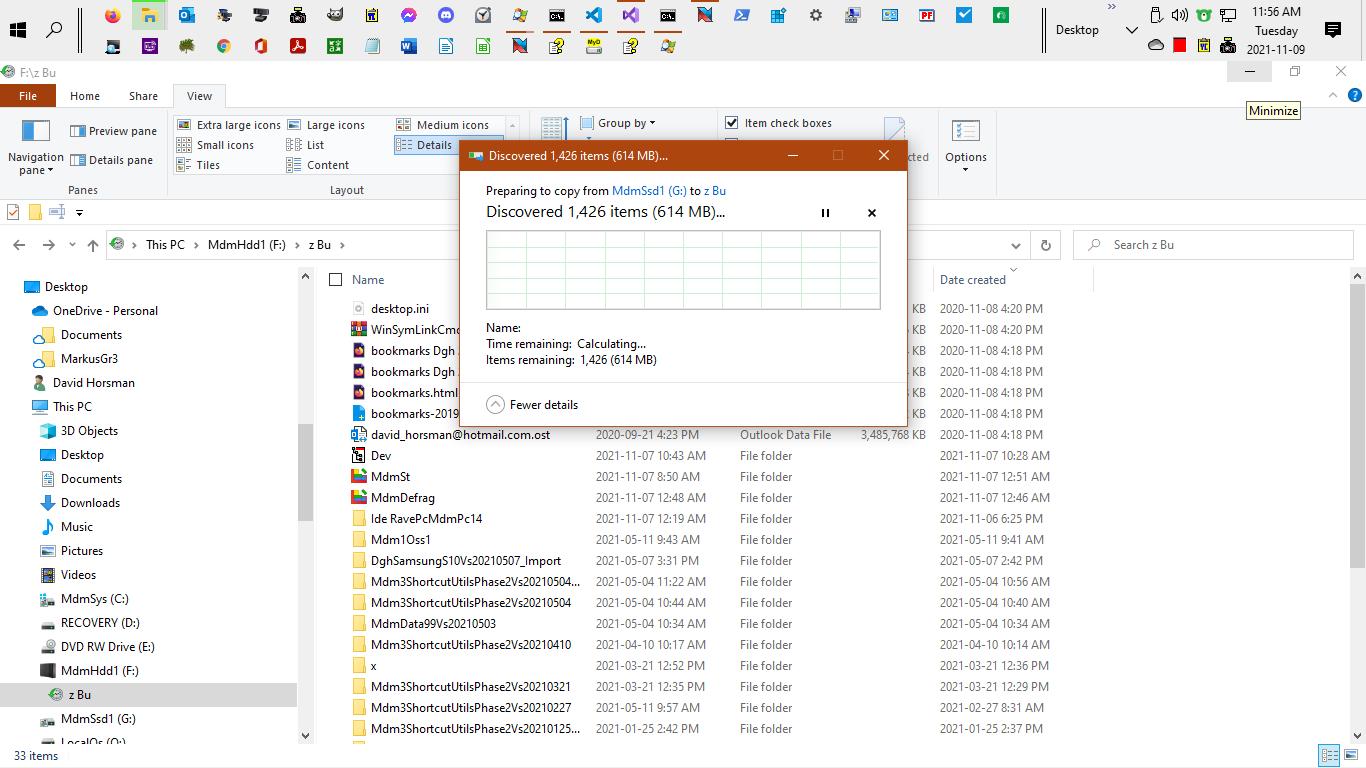 Desktop
»
11:56 AM
Tuesday
2021-11-09
F:\z Bu
Minimize
File
Home
Share
View
Navigation pane
Preview pane
Details pane
Panes
Extra large icons
Large icons
Medium icons
Small icons
List
Details
Tiles
Content
Layout
Group by
Item check boxes
Options
Discovered 1,426 items (614 MB)...
Preparing to copy from MdmSsd1 (G:) to z Bu
Discovered 1,426 items (614 MB)...
Name:
Time remaining: Calculating...
Items remaining: 1,426 (614 MB)
Fewer details
This PC > MdmHdd1 (F:) > z Bu >
Search z Bu
Desktop
OneDrive - Personal
Documents
MarkusGr3
David Horsman
This PC
3D Objects
Desktop
Documents
Downloads
Music
Pictures
Videos
MdmSys (C:)
RECOVERY (D:)
DVD RW Drive (E:)
MdmHdd1 (F:)
z Bu
MdmSsd1 (G:)
Name Date created
desktop.ini KB 2020-11-08 4:20 PM
WinSymLinkCmd KB 2020-11-08 4:20 PM
bookmarks Dgh KB 2020-11-08 4:18 PM
bookmarks Dgh KB 2020-11-08 4:18 PM
bookmarks.html KB 2020-11-08 4:18 PM
bookmarks-2019 KB 2020-11-08 4:18 PM
david_horsman@hotmail.com.ost 2020-09-21 4:23 PM Outlook Data File 3,485,768 KB 2020-11-08 4:18 PM
Dev 2021-11-07 10:43 AM File folder 2021-11-07 10:28 AM
MdmSt 2021-11-07 8:50 AM File folder 2021-11-07 12:51 AM
MdmDefrag 2021-11-07 12:48 AM File folder 2021-11-07 12:46 AM
Ide RavePcMdmPc14 2021-11-07 12:19 AM File folder 2021-11-06 6:25 PM
Mdm1Oss1 2021-05-11 9:43 AM File folder 2021-05-11 9:41 AM
DghSamsungS10Vs20210507_Import 2021-05-07 3:31 PM File folder 2021-05-07 2:42 PM
Mdm3ShortcutUtilsPhase2Vs20210504... 2021-05-04 11:22 AM File folder 2021-05-04 10:56 AM
Mdm3ShortcutUtilsPhase2Vs20210504 2021-05-04 10:44 AM File folder 2021-05-04 10:40 AM
MdmData99Vs20210503 2021-05-04 10:34 AM File folder 2021-05-04 10:34 AM
Mdm3ShortcutUtilsPhase2Vs20210410 2021-04-10 10:17 AM File folder 2021-04-10 10:14 AM
x 2021-03-21 12:52 PM File folder 2021-03-21 12:36 PM
Mdm3ShortcutUtilsPhase2Vs20210321 2021-03-21 12:35 PM File folder 2021-03-21 12:29 PM
Mdm3ShortcutUtilsPhase2Vs20210227 2021-05-11 9:57 AM File folder 2021-02-27 8:31 AM
Mdm3ShortcutUtilsPhase2Vs20210125... 2021-01-25 2:42 PM File folder 2021-01-25 2:37 PM
33 items